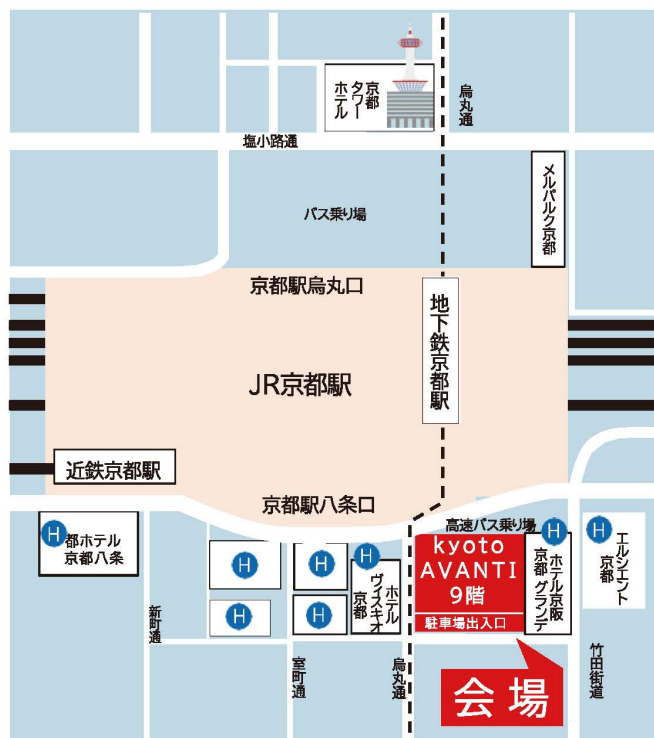 京都
タワー
ホテル
烏丸通
塩小路通
バス乗り場
メルパルク京都
京都駅烏丸口
地下鉄京都駅
JR京都駅
近鉄京都駅
京都駅八条口
高速バス乗り場
H
都ホテル
京都八条
H
H
H
H
H
ホテル
ヴィスキオ
京都
kyoto
AVANTI
9階
駐車場出入口
H
ホテル京阪
京都 グランデ
H
エルシエント
京都
新町通
室町通
烏丸通
竹田街道
会場